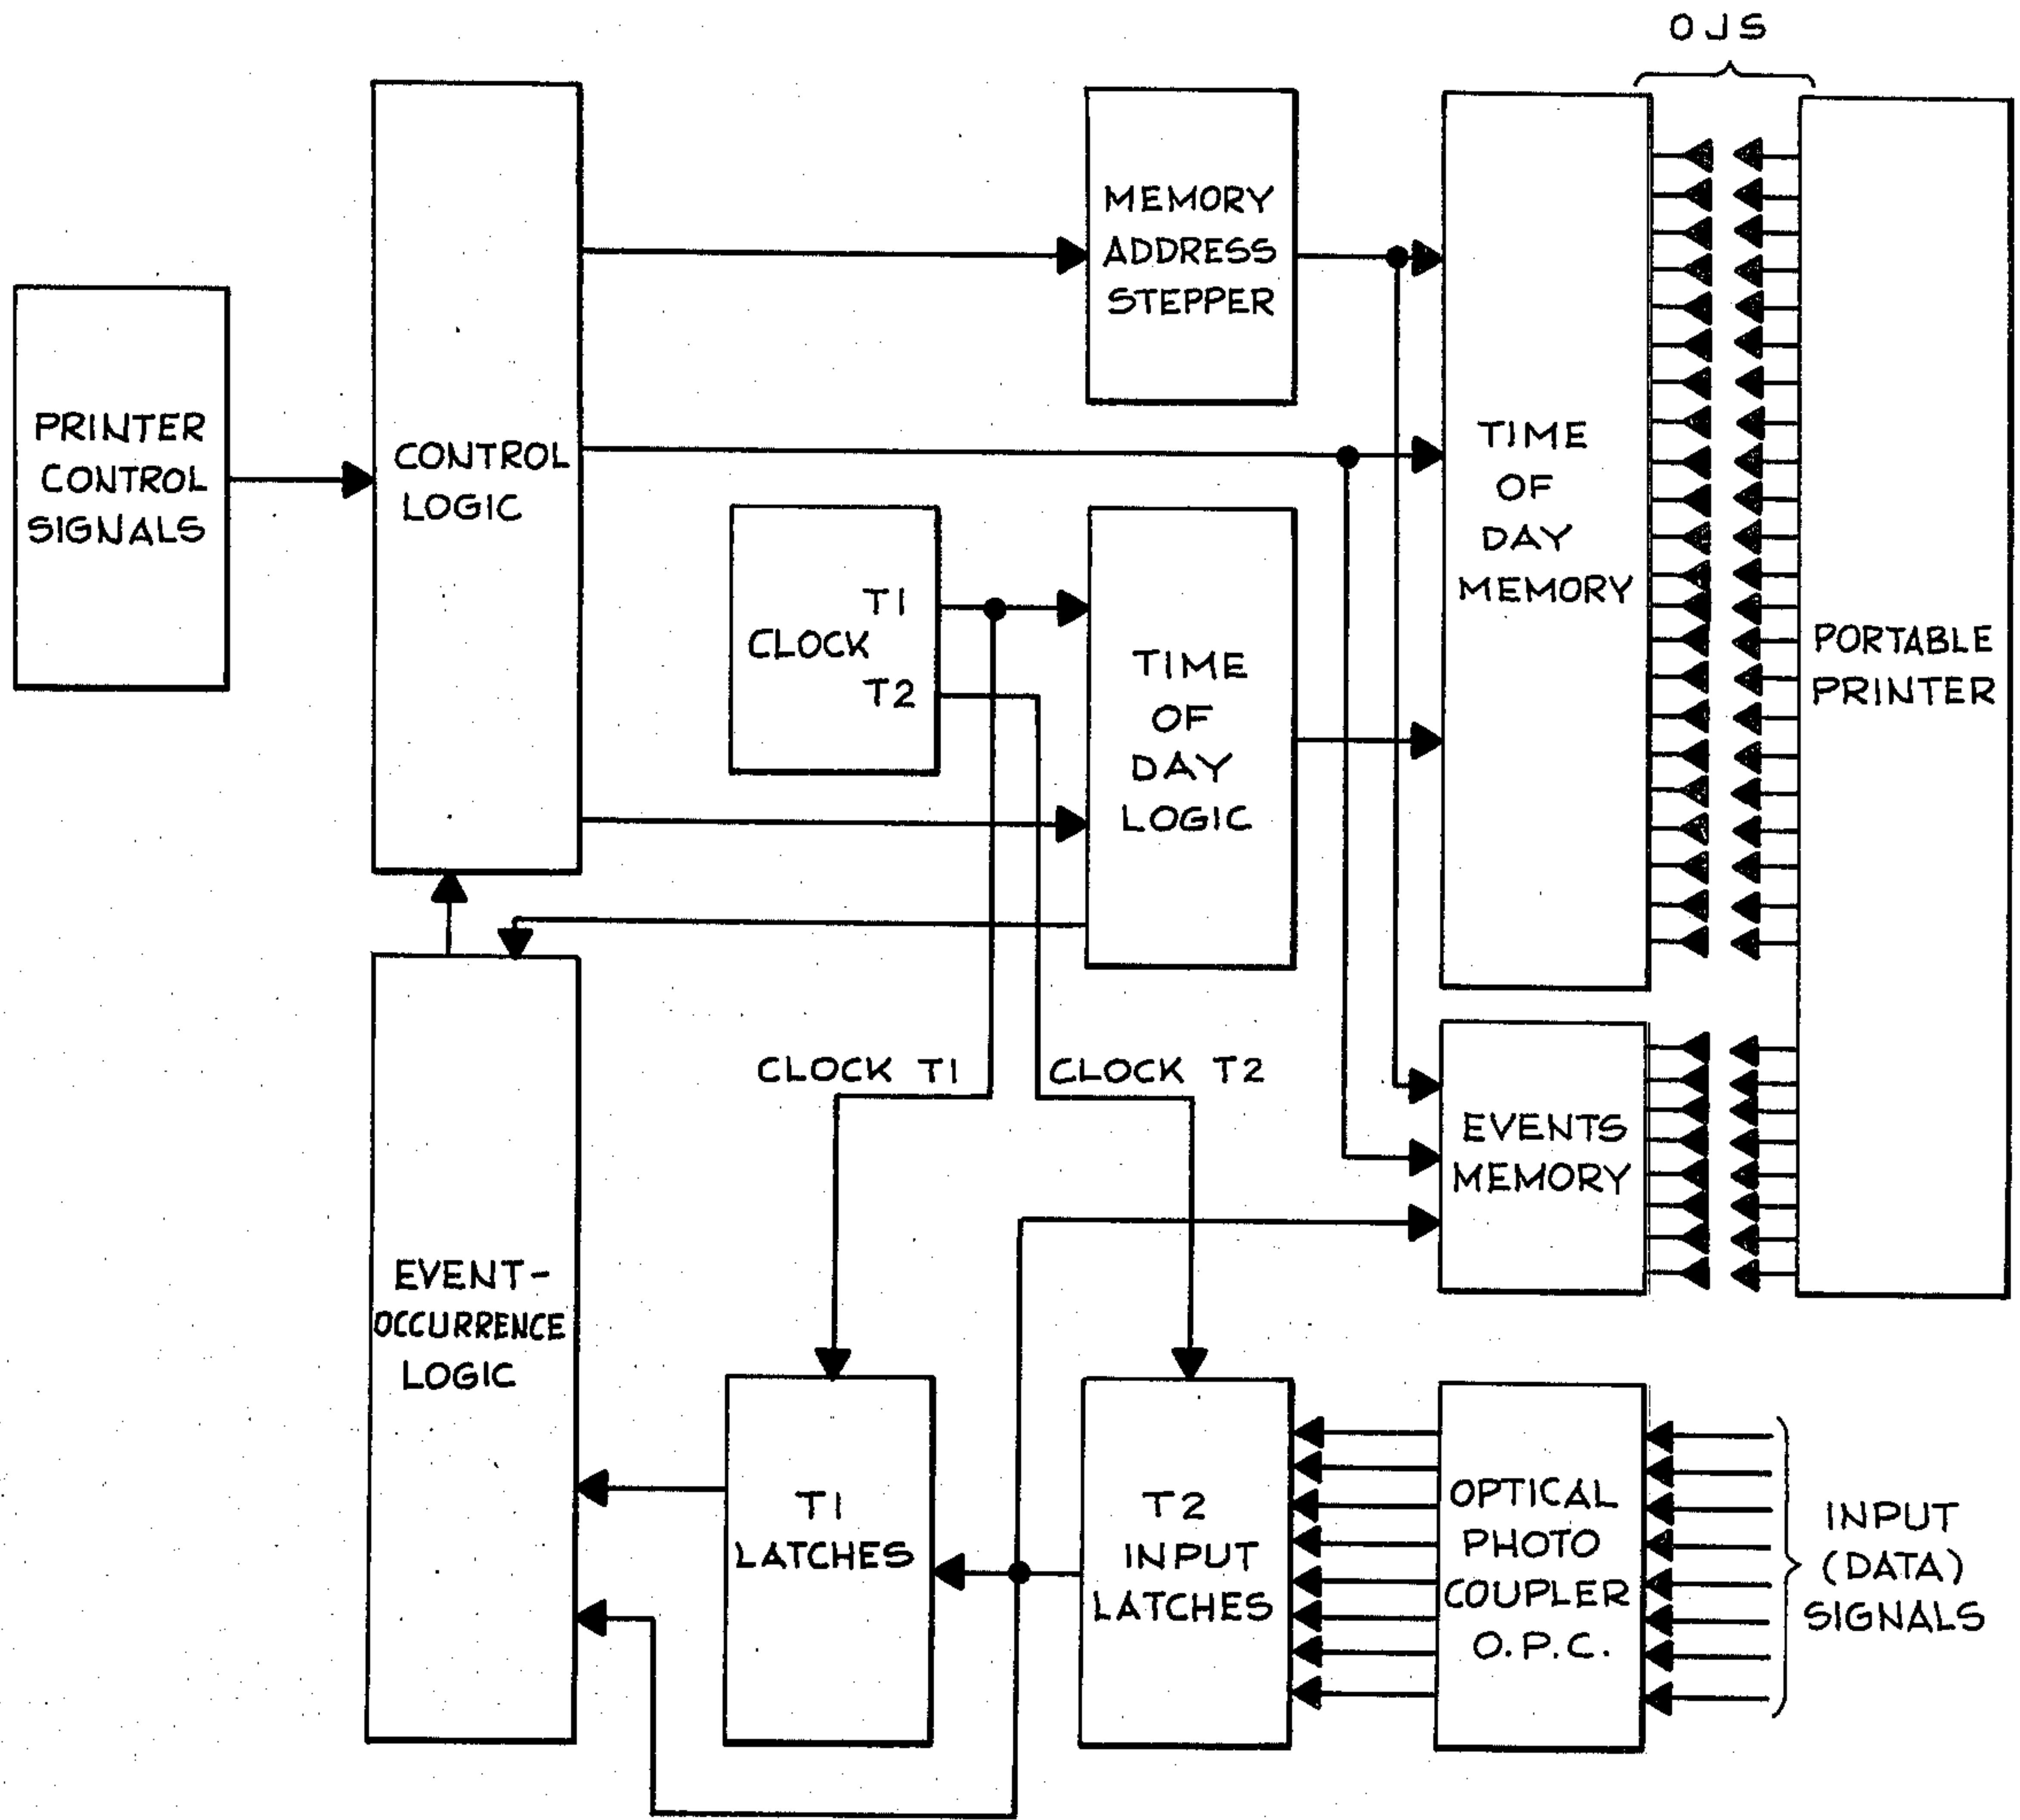 OJS
PRINTER
CONTROL
SIGNALS
CONTROL
LOGIC
MEMORY
ADDRESS
STEPPER
TIME
OF
DAY
MEMORY
PORTABLE
PRINTER
T1
CLOCK
T2
TIME
OF
DAY
LOGIC
CLOCK T1
CLOCK T2
EVENTS
MEMORY
EVENT-
OCCURRENCE
LOGIC
T1
LATCHES
T2
INPUT
LATCHES
OPTICAL
PHOTO
COUPLER
O.P.C.
INPUT
(DATA)
SIGNALS